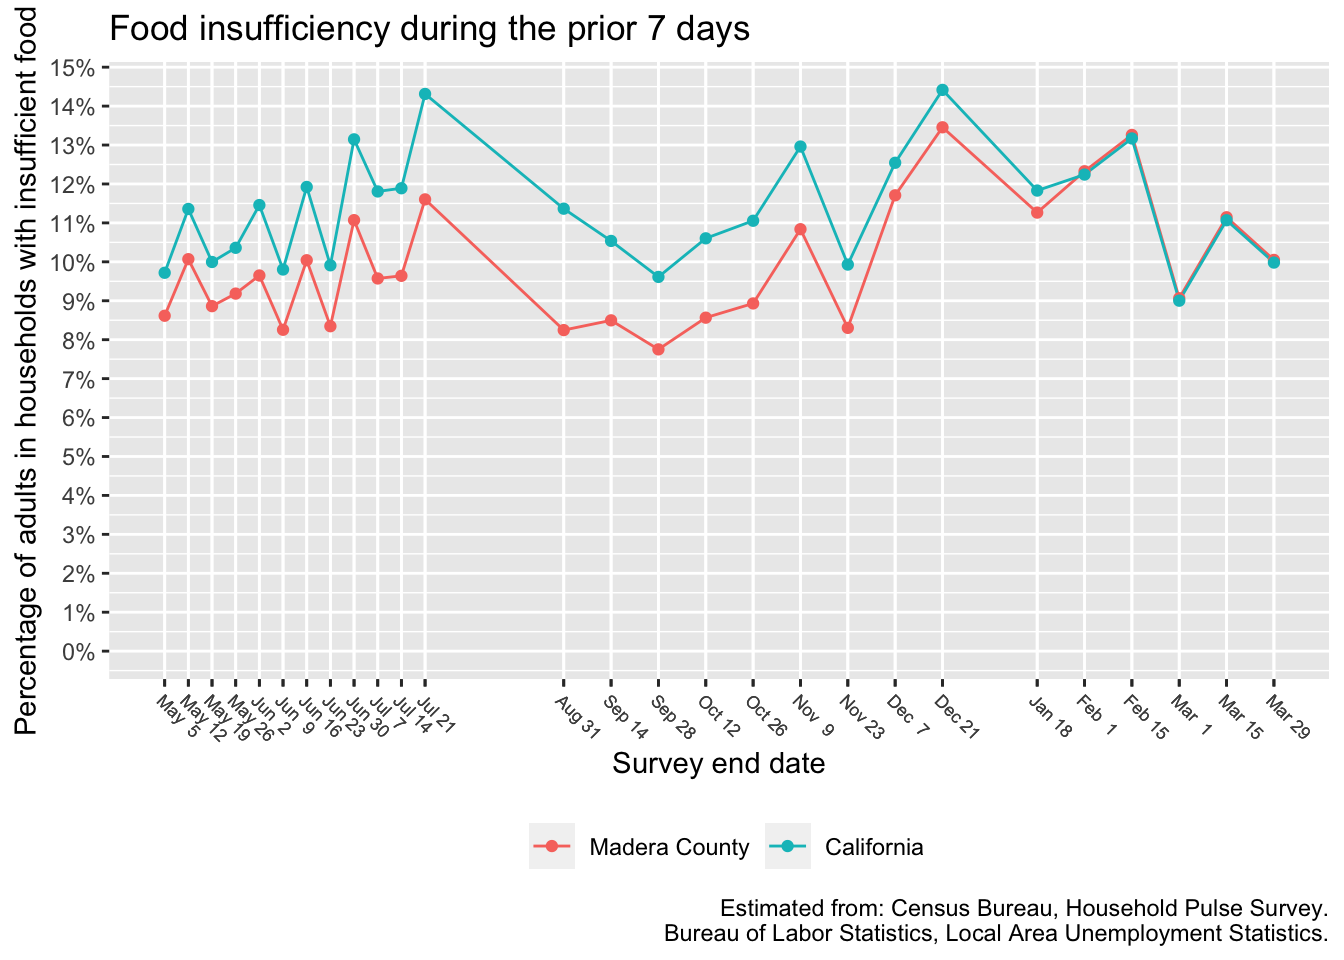 Food insufficiency during the prior 7 days
Percentage of adults in households with insufficient food
15%
14%
13%
12%
11%
10%
9%
8%
7%
6%
5%
4%
3%
2%
1%
0%
May 5
May 12
May 19
May 26
Jun 2
Jun 9
Jun 16
Jun 23
Jun 30
Jul 7
Jul 14
Jul 21
Aug 31
Sep 14
Sep 28
Oct 12
Oct 26
Nov 9
Nov 23
Dec 7
Dec 21
Jan 18
Feb 1
Feb 15
Mar 1
Mar 15
Mar 29
Survey end date
Madera County
California
Estimated from: Census Bureau, Household Pulse Survey.
Bureau of Labor Statistics, Local Area Unemployment Statistics.